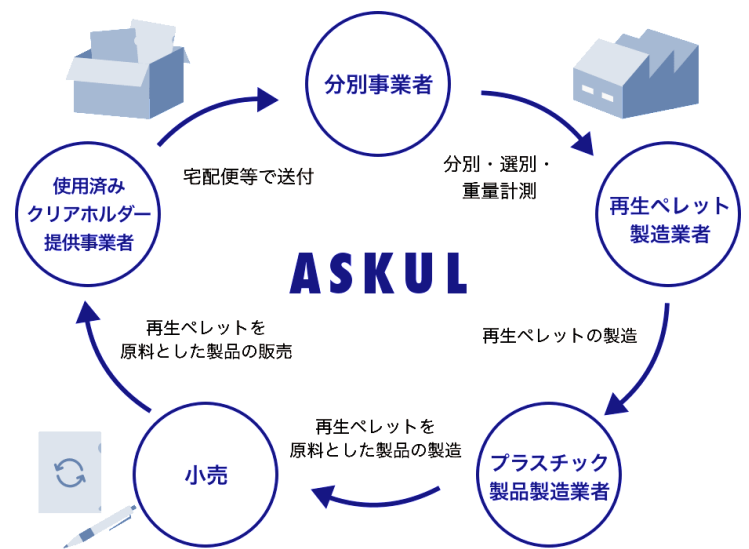 分別事業者
宅配便等で送付
分別・選別・
重量計測
使用済み
クリアホルダー
提供事業者
再生ペレット
製造業者
ASKUL
再生ペレットを
原料とした製品の販売
再生ペレットの製造
小売
再生ペレットを
原料とした製品の製造
プラスチック
製品製造業者